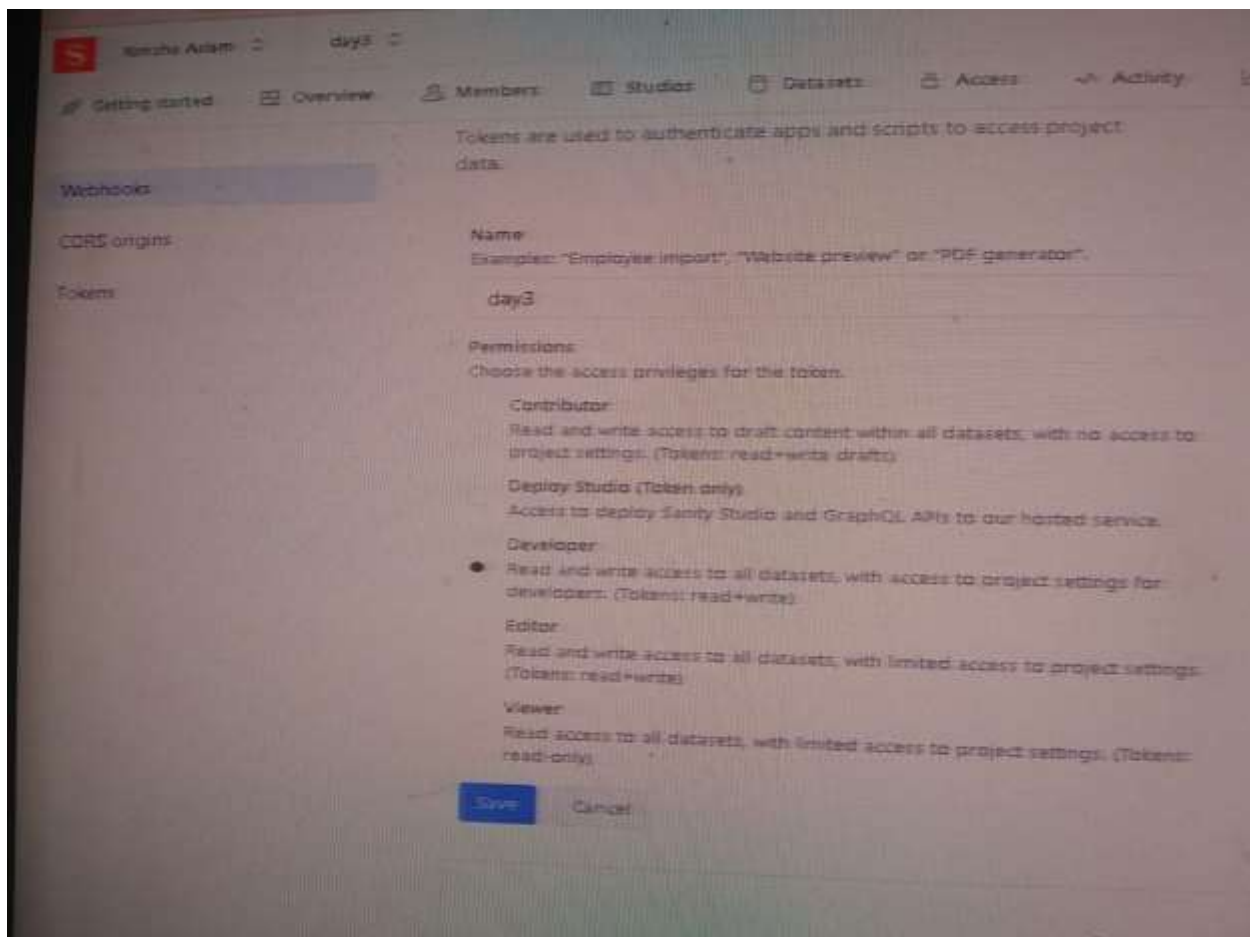 S
Adam day3
Getting started Overview Members Studios Datasets Access Activity
Tokens are used to authenticate apps and scripts to access project
data.
Webhooks
CORS origins
Tokens
Name
Examples: "Employee import", "Website preview" or "PDF generator".
day3
Permissions
Choose the access privileges for the token.
Contributor
Read and write access to draft content within all datasets, with no access to
project settings. (Tokens: read+write drafts)
Deploy Studio (Token only)
Access to deploy Sanity Studio and GraphQL APIs to our hosted service.
Developer
Read and write access to all datasets, with access to project settings for
developers. (Tokens: read+write)
Editor
Read and write access to all datasets, with limited access to project settings.
(Tokens: read+write)
Viewer
Read access to all datasets, with limited access to project settings. (Tokens:
read-only)
Save Cancel